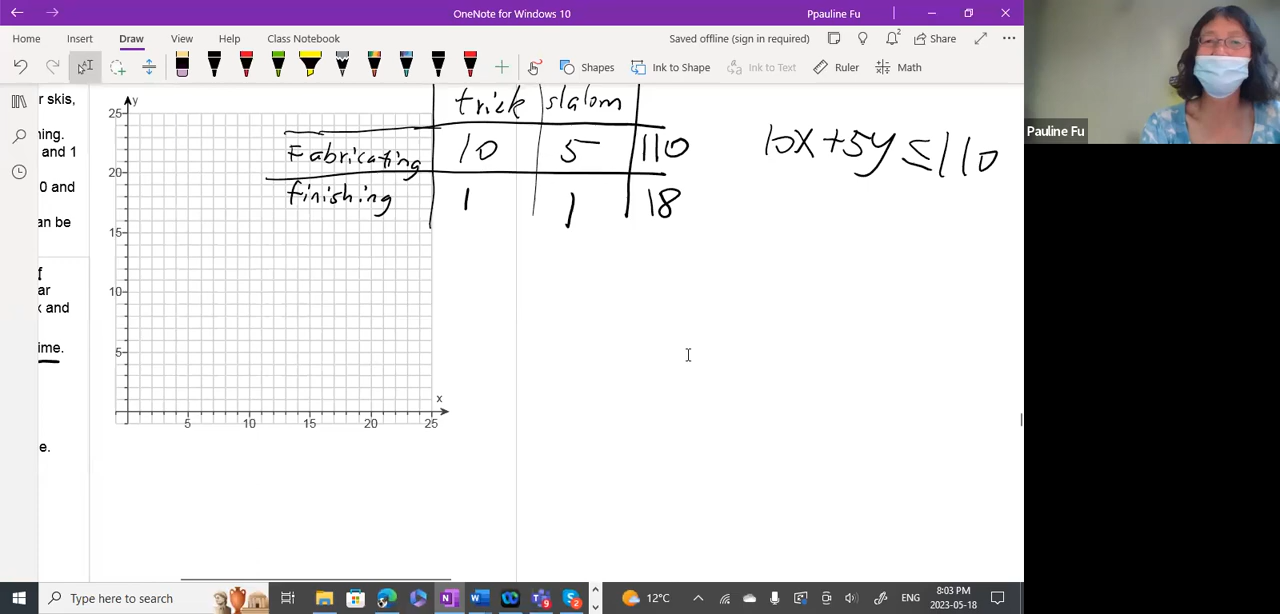 OneNote for Windows 10
Ppauline Fu
Home Insert Draw View Help Class Notebook
Saved offline (sign in required)
Share
Shapes Ink to Shape Ink to Text Ruler Math
r skis,
ning.
and 1
0 and
an be
f
ar
x and
ime.
e.
trick slalom
Fabricating 10 5 110
finishing 1 1 18
10x+5y≤110
y
25
20
15
10
5
x
5 10 15 20 25
Pauline Fu
Type here to search
12°C
ENG
8:03 PM
2023-05-18